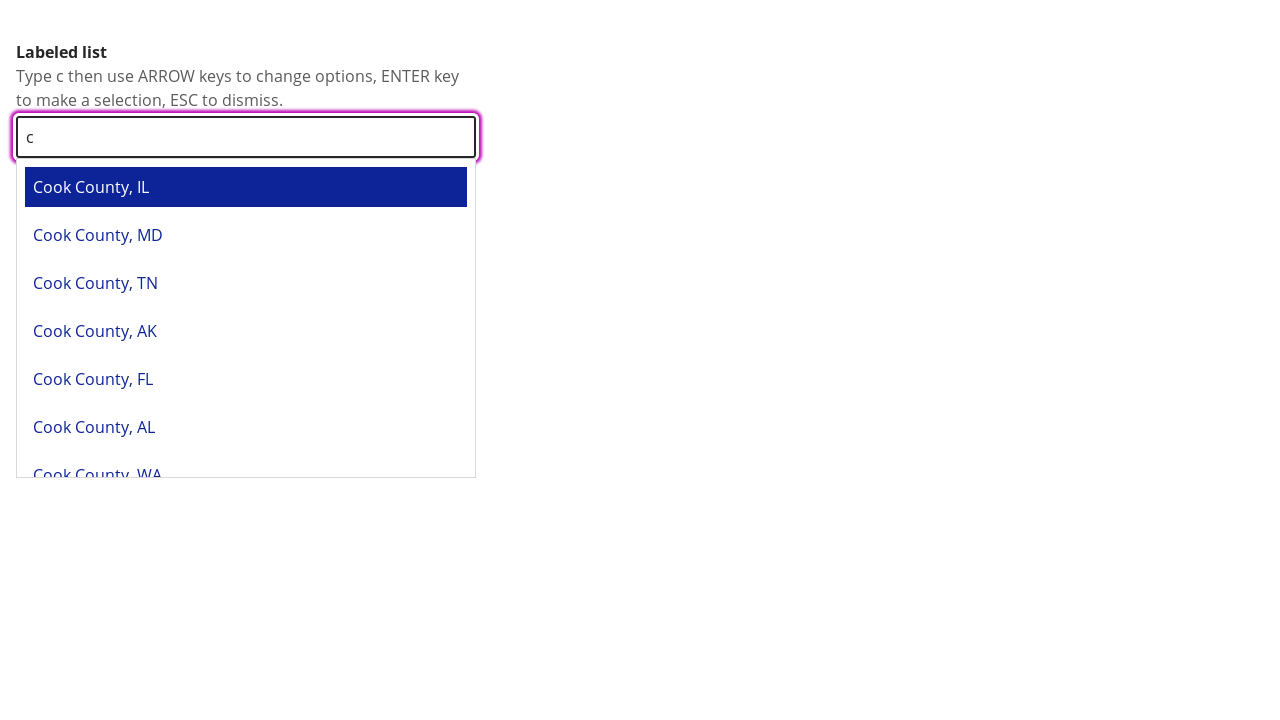 Labeled list
Type c then use ARROW keys to change options, ENTER key
to make a selection, ESC to dismiss.
c
Cook County, IL
Cook County, MD
Cook County, TN
Cook County, AK
Cook County, FL
Cook County, AL
Cook County, WA